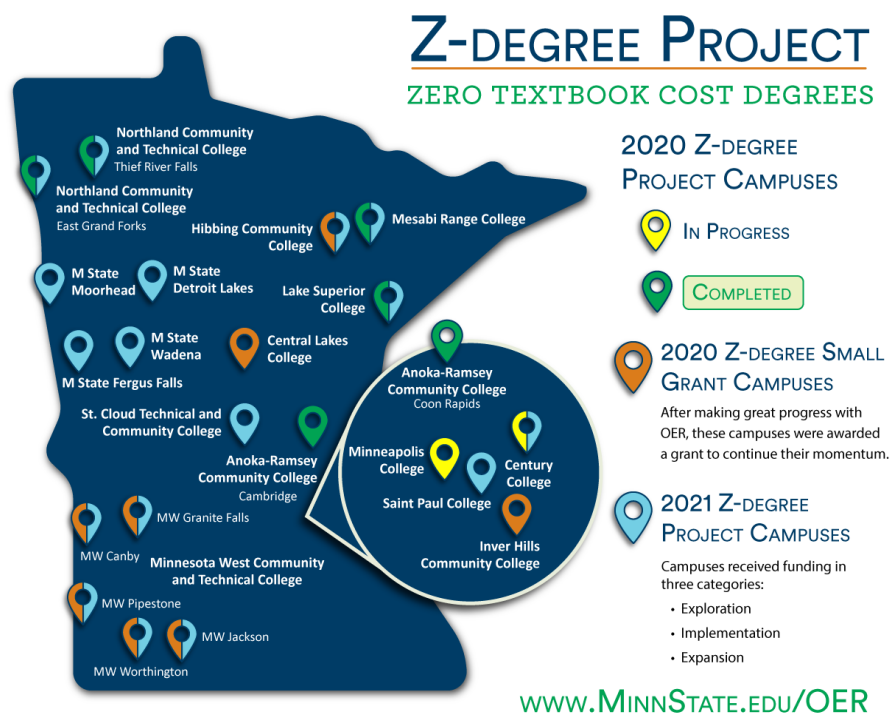 Z-DEGREE PROJECT
ZERO TEXTBOOK COST DEGREES
Northland Community
and Technical College
Thief River Falls
Northland Community
and Technical College
East Grand Forks
Hibbing Community
College
Mesabi Range College
M State
Moorhead
M State
Detroit Lakes
Lake Superior
College
M State
Wadena
Central Lakes
College
M State Fergus Falls
St. Cloud Technical and
Community College
Anoka-Ramsey
Community College
Cambridge
Anoka-Ramsey
Community College
Coon Rapids
Minneapolis
College
Century
College
Saint Paul College
Inver Hills
Community College
MW Granite Falls
MW Canby
Minnesota West Community
and Technical College
MW Pipestone
MW Jackson
MW Worthington
2020 Z-DEGREE
PROJECT CAMPUSES
IN PROGRESS
COMPLETED
2020 Z-DEGREE SMALL
GRANT CAMPUSES
After making great progress with
OER, these campuses were awarded
a grant to continue their momentum.
2021 Z-DEGREE
PROJECT CAMPUSES
Campuses received funding in
three categories:
• Exploration
• Implementation
• Expansion
WWW.MINNSTATE.EDU/OER